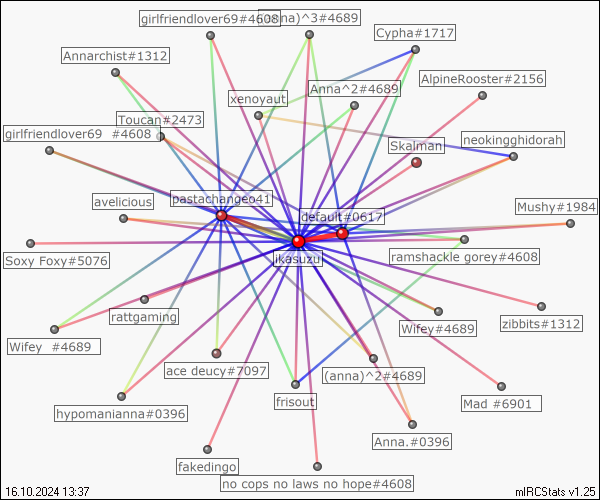 girlfriendlover69#4608
)^3#4689
Cypha#1717
Annarchist#1312
AlpineRooster#2156
Anna^2#4689
xenoyaut
Toucan#2473
girlfriendlover69  #4608
Skalman
neokingghidorah
pastachangeo41
avelicious
default#0617
Mushy#1984
Soxy Foxy#5076
ikasuzu
ramshackle gorey#4608
rattgaming
Wifey#4689
zibbits#1312
Wifey  #4689
ace deucy#7097
(anna)^2#4689
hypomanianna#0396
frisout
Mad #6901
Anna.#0396
fakedingo
no cops no laws no hope#4608
16.10.2024 13:37
mIRCStats v1.25